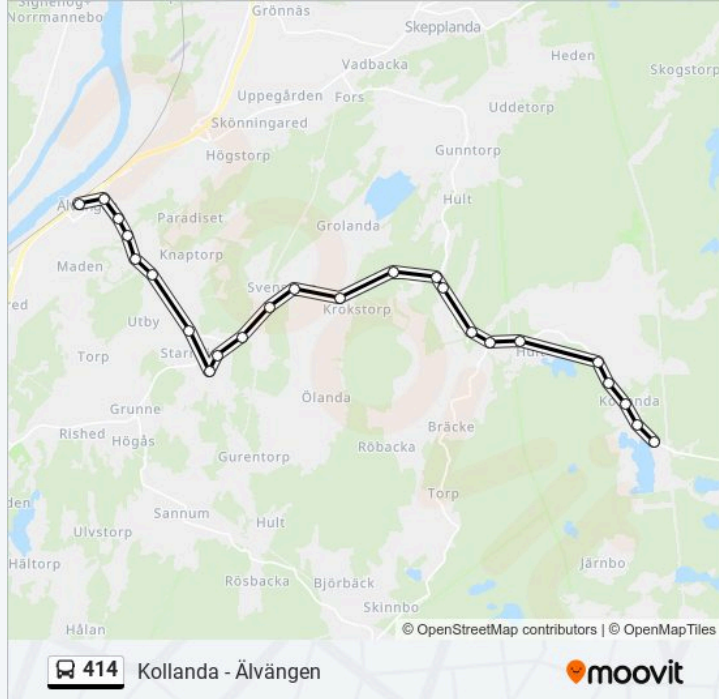 Grönnäs
Norrmannebo
Skepplanda
Heden
Vadbacka
Skogstorp
Uppegården
Fors
Uddetorp
Skönningared
Högstorp
Gunntorp
Hult
Paradiset
Grolanda
Knaptorp
Maden
Krokstorp
Utby
Torp
Ölanda
Grunne
Bräcke
Rished
Högås
Röbacka
Gurentorp
Torp
Sannum
Hult
Ulvstorp
Hältorp
Järnbo
Rösbacka
Björbäck
Skinnbo
Hålan
© OpenStreetMap contributors | © OpenMapTiles
414 Kollanda - Älvängen
moovit